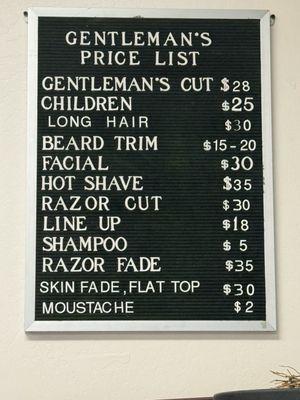 GENTLEMAN'S
PRICE LIST
GENTLEMAN'S CUT $28
CHILDREN $25
LONG HAIR $30
BEARD TRIM $15-20
FACIAL $30
HOT SHAVE $35
RAZOR CUT $30
LINE UP $18
SHAMPOO $ 5
RAZOR FADE $35
SKIN FADE, FLAT TOP $30
MOUSTACHE $2